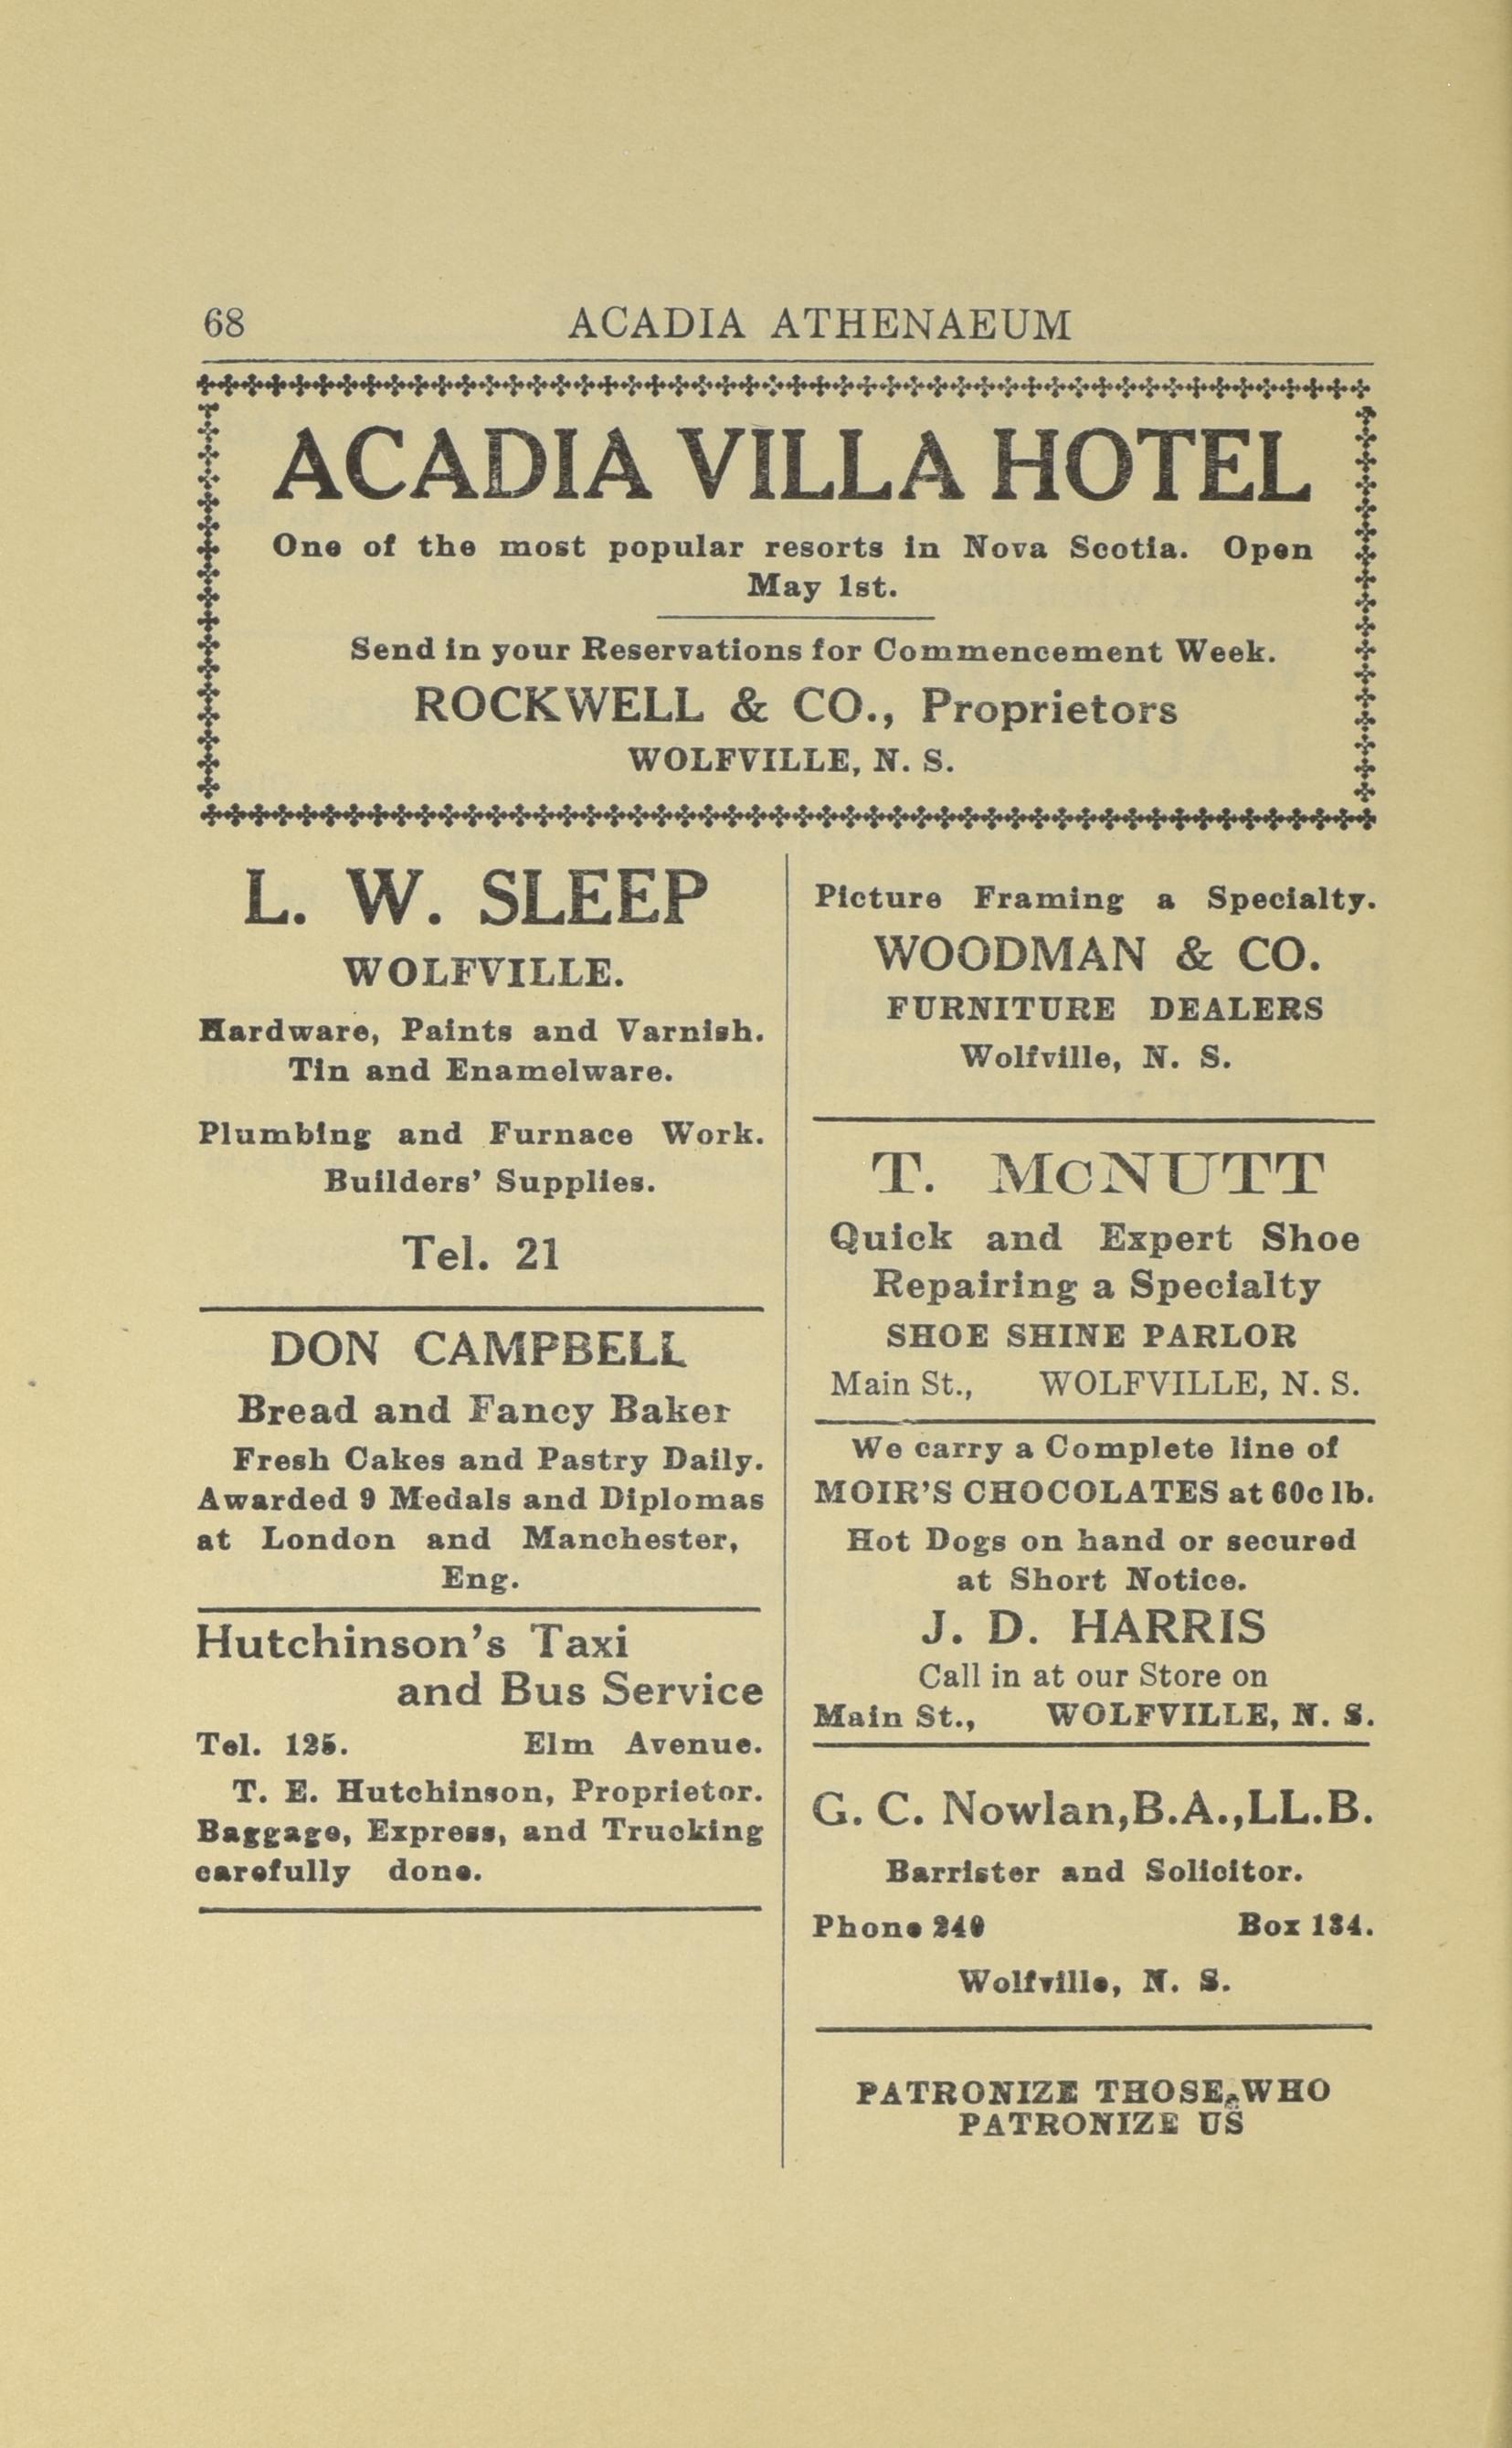 68 ACADIA ATHENAEUM
ACADIA VILLA HOTEL
One of the most popular resorts in Nova Scotia. Open
May 1st.
Send in your Reservations for Commencement Week.
ROCKWELL & CO., Proprietors
WOLFVILLE, N. S.
L. W. SLEEP
WOLFVILLE.
Hardware, Paints and Varnish.
Tin and Enamelware.
Plumbing and Furnace Work.
Builders' Supplies.
Tel. 21
DON CAMPBELL
Bread and Fancy Baker
Fresh Cakes and Pastry Daily.
Awarded 9 Medals and Diplomas
at London and Manchester,
Eng.
Hutchinson's Taxi
and Bus Service
Tel. 125. Elm Avenue.
T. E. Hutchinson, Proprietor.
Baggage, Express, and Trucking
carefully done.
Picture Framing a Specialty.
WOODMAN & CO.
FURNITURE DEALERS
Wolfville, N. S.
T. McNUTT
Quick and Expert Shoe
Repairing a Specialty
SHOE SHINE PARLOR
Main St., WOLFVILLE, N. S.
We carry a Complete line of
MOIR'S CHOCOLATES at 60c lb.
Hot Dogs on hand or secured
at Short Notice.
J. D. HARRIS
Call in at our Store on
Main St., WOLFVILLE, N. S.
G. C. Nowlan,B.A.,LL.B.
Barrister and Solicitor.
Phone 240 Box 134.
Wolfville, N. S.
PATRONIZE THOSE WHO
PATRONIZE US